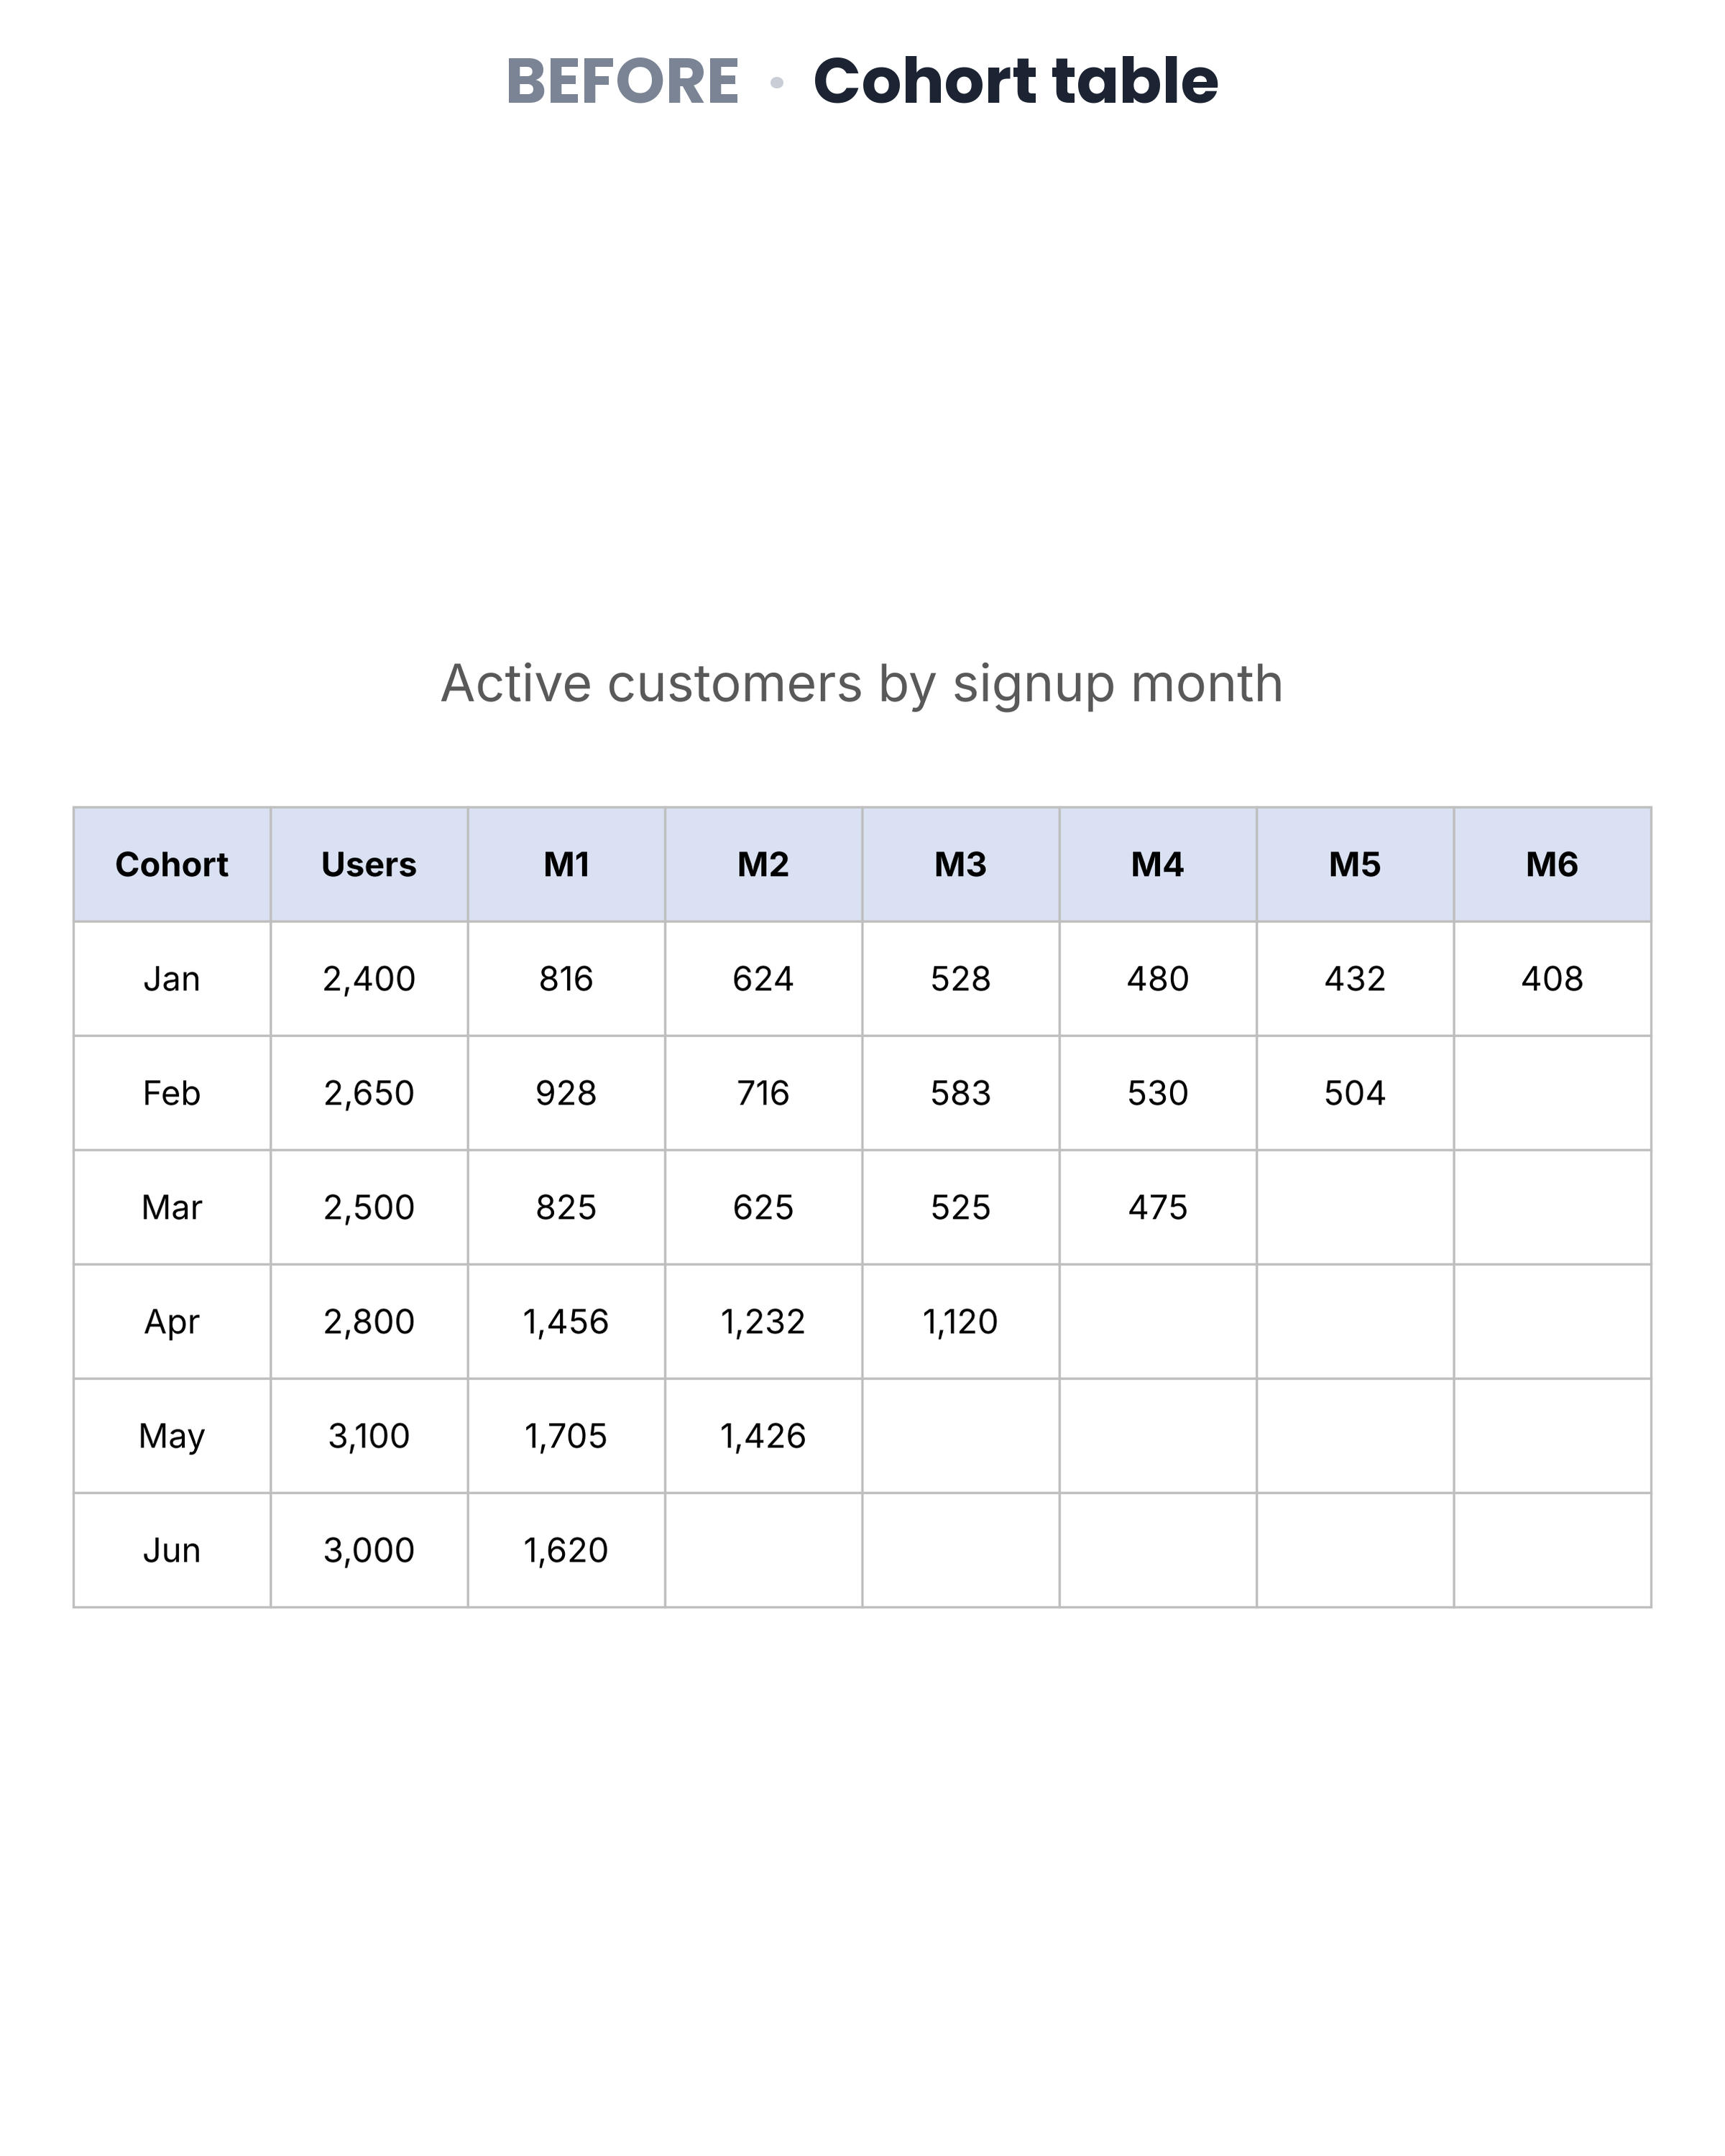 BEFORE • Cohort table
Active customers by signup month
Cohort Users M1 M2 M3 M4 M5 M6
Jan 2,400 816 624 528 480 432 408
Feb 2,650 928 716 583 530 504
Mar 2,500 825 625 525 475
Apr 2,800 1,456 1,232 1,120
May 3,100 1,705 1,426
Jun 3,000 1,620